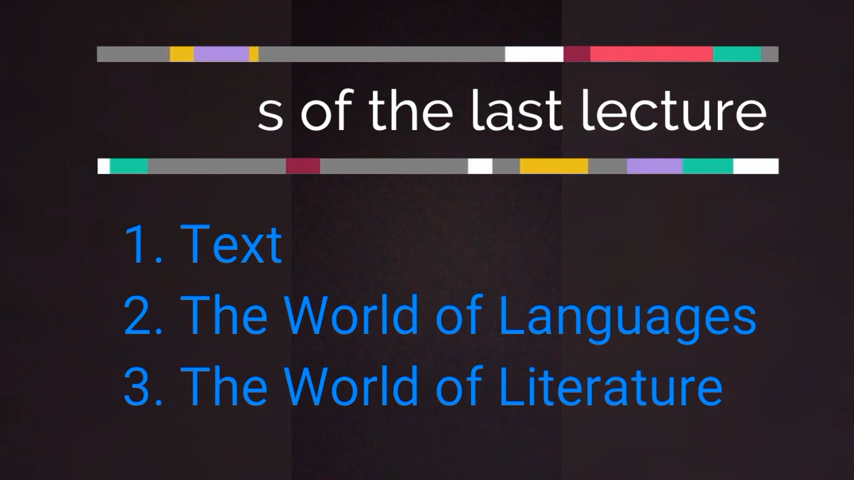 s of the last lecture
1. Text
2. The World of Languages
3. The World of Literature